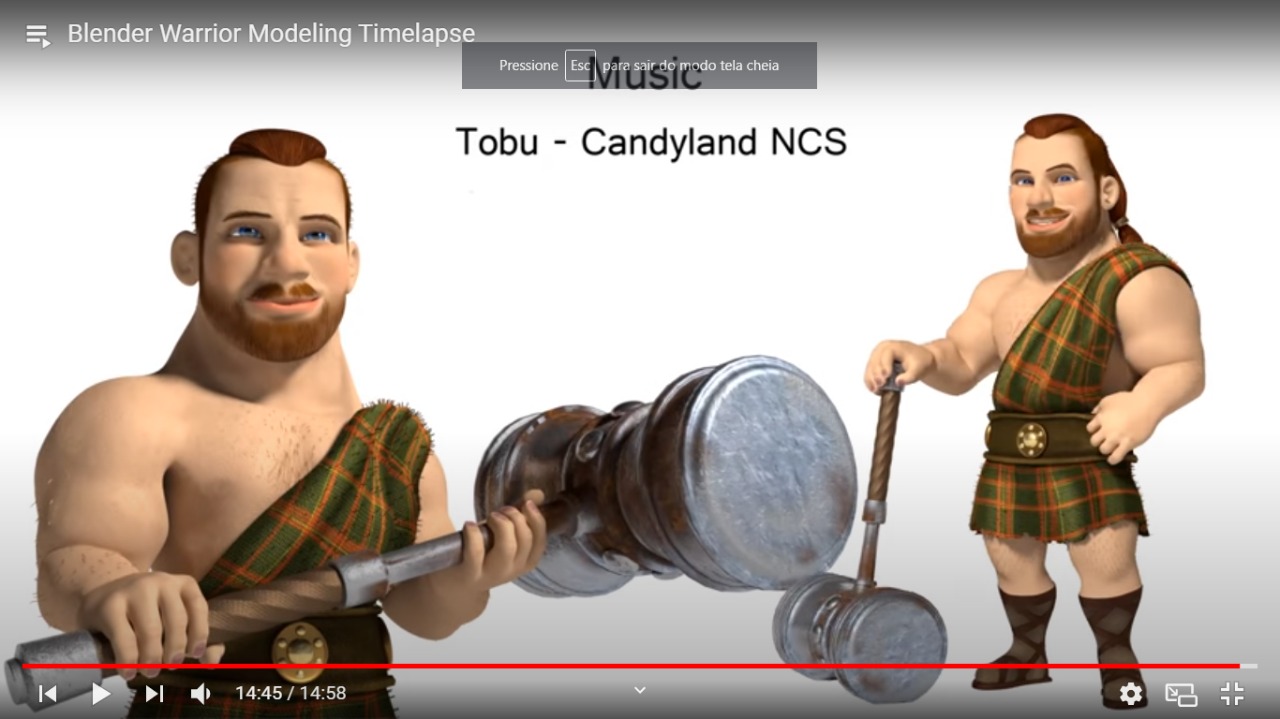 Blender Warrior Modeling Timelapse
Pressione Esc para sair do modo tela cheia
Music
Tobu - Candyland NCS
14:45 / 14:58